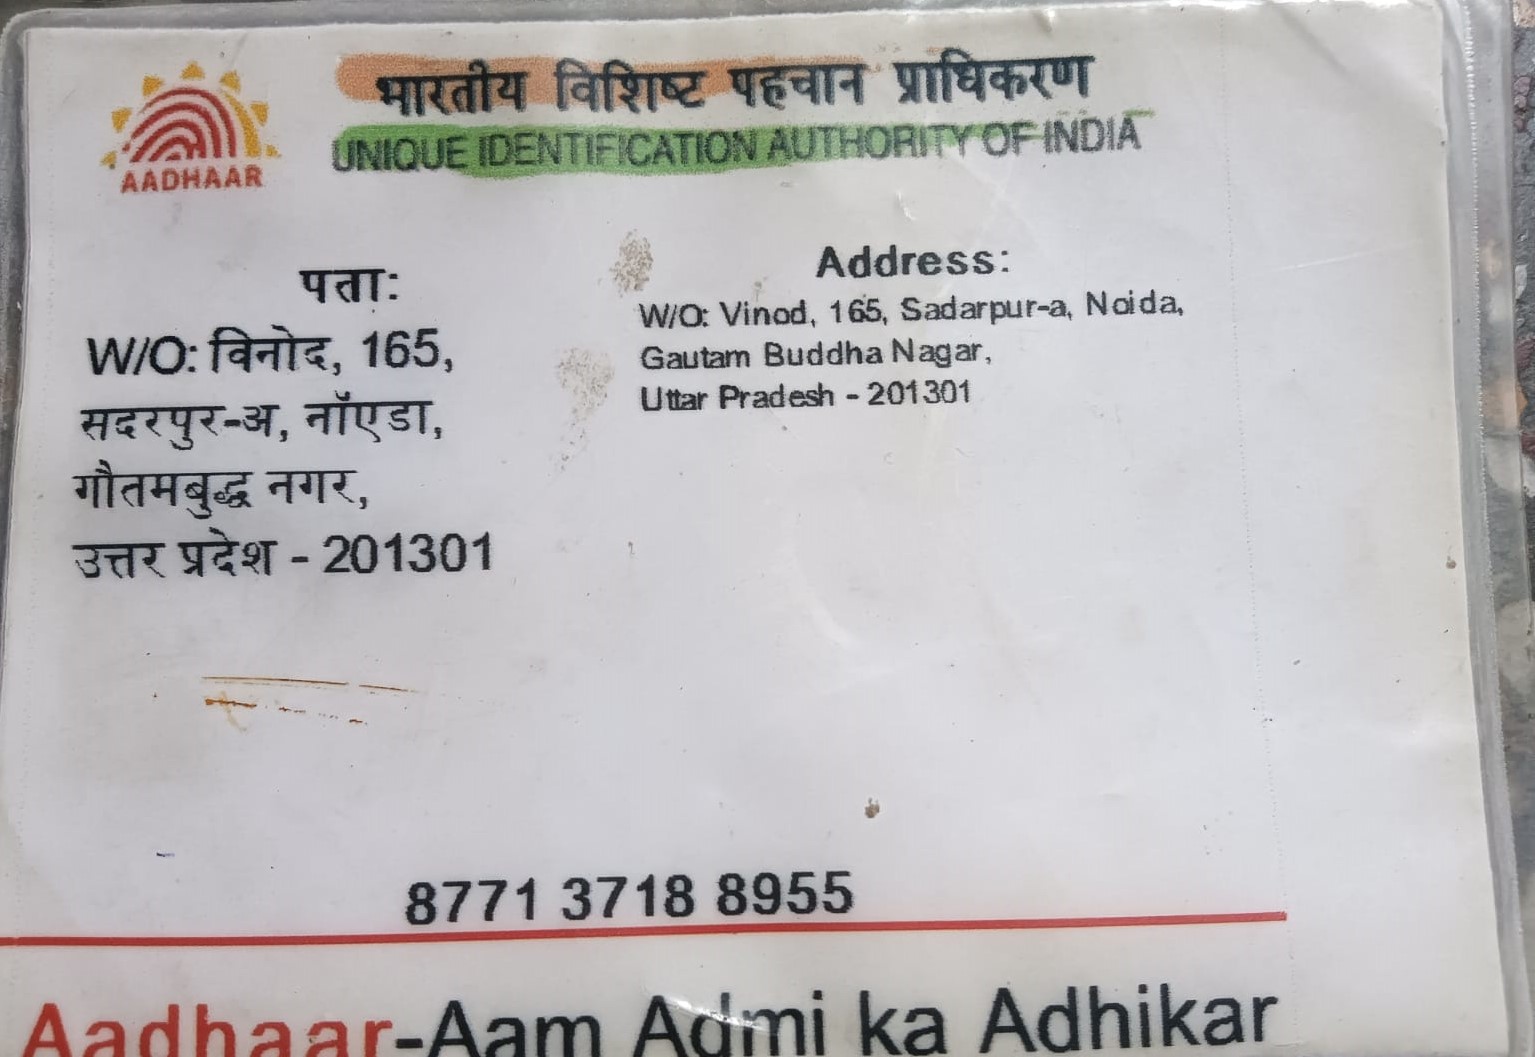 AADHAAR
भारतीय विशिष्ट पहचान प्राधिकरण
UNIQUE IDENTIFICATION AUTHORITY OF INDIA
पता:
W/O: विनोद, 165,
सदरपुर-अ, नॉएडा,
गौतमबुद्ध नगर,
उत्तर प्रदेश - 201301
Address:
W/O: Vinod, 165, Sadarpur-a, Noida,
Gautam Buddha Nagar,
Uttar Pradesh - 201301
8771 3718 8955
Aadhaar-Aam Admi ka Adhikar